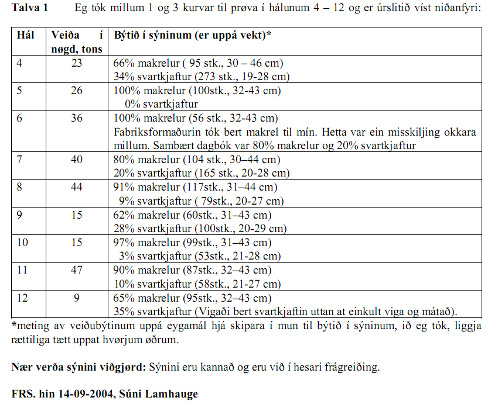 Talva 1 Eg tók millum 1 og 3 kurvar til prøva í hálunum 4 – 12 og er úrslitið víst niðanfyri:
Hál Veiða í nøgd, tons Býtið í sýninum (er uppá vekt)*
4 23 66% makrelur ( 95 stk., 30 – 46 cm)
34% svartkjaftur (273 stk., 19-28 cm)
5 26 100% makrelur (100stk., 32-43 cm)
0% svartkjaftur
6 36 100% makrelur (56 stk., 32-43 cm)
Fabriksformaðurin tók bert makrel til mín. Hetta var ein misskiljing okkara
millum. Sambært dagbók var 80% makrelur og 20% svartkjaftur
7 40 80% makrelur (104 stk., 30–44 cm)
20% svartkjaftur (165 stk., 20-28 cm)
8 44 91% makrelur (117stk., 31–44 cm)
9% svartkjaftur ( 79stk., 20-27 cm)
9 15 62% makrelur (60stk., 31–43 cm)
28% svartkjaftur (100stk., 20-29 cm)
10 15 97% makrelur (99stk., 31–43 cm)
3% svartkjaftur (53stk., 21-28 cm)
11 47 90% makrelur (87stk., 32–43 cm)
10% svartkjaftur (58stk., 21-27 cm)
12 9 65% makrelur (95stk., 32–43 cm)
35% svartkjaftur (Vigaði bert svartkjaftin uttan at einkult viga og mátað).
*meting av veiðubýtinum uppá eygamál hjá skipara í mun til býtið í sýninum, ið eg tók, liggja
rættiliga tætt uppat hvørjum øðrum.
Nær verða sýnini viðgjørd: Sýnini eru kannað og eru við í hesari frágreiðing.
FRS. hin 14-09-2004, Súni Lamhauge